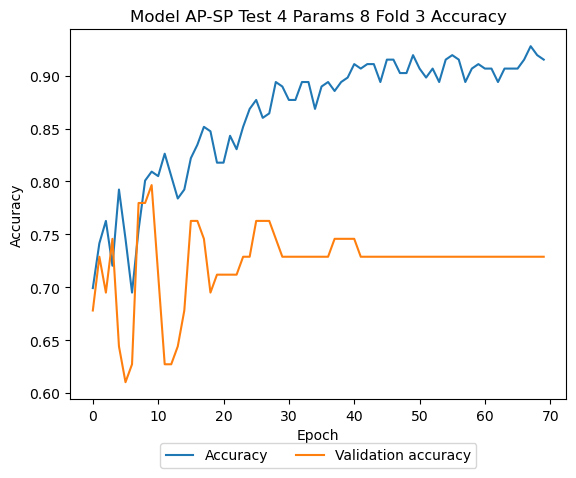 Model AP-SP Test 4 Params 8 Fold 3 Accuracy
Accuracy
0.90
0.85
0.80
0.75
0.70
0.65
0.60
0 10 20 30 40 50 60 70
Epoch
Accuracy Validation accuracy